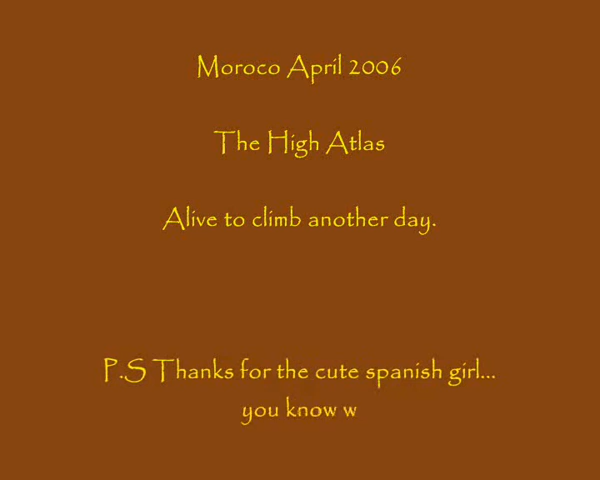 Moroco April 2006
The High Atlas
Alive to climb another day.
P.S Thanks for the cute spanish girl...
you know w